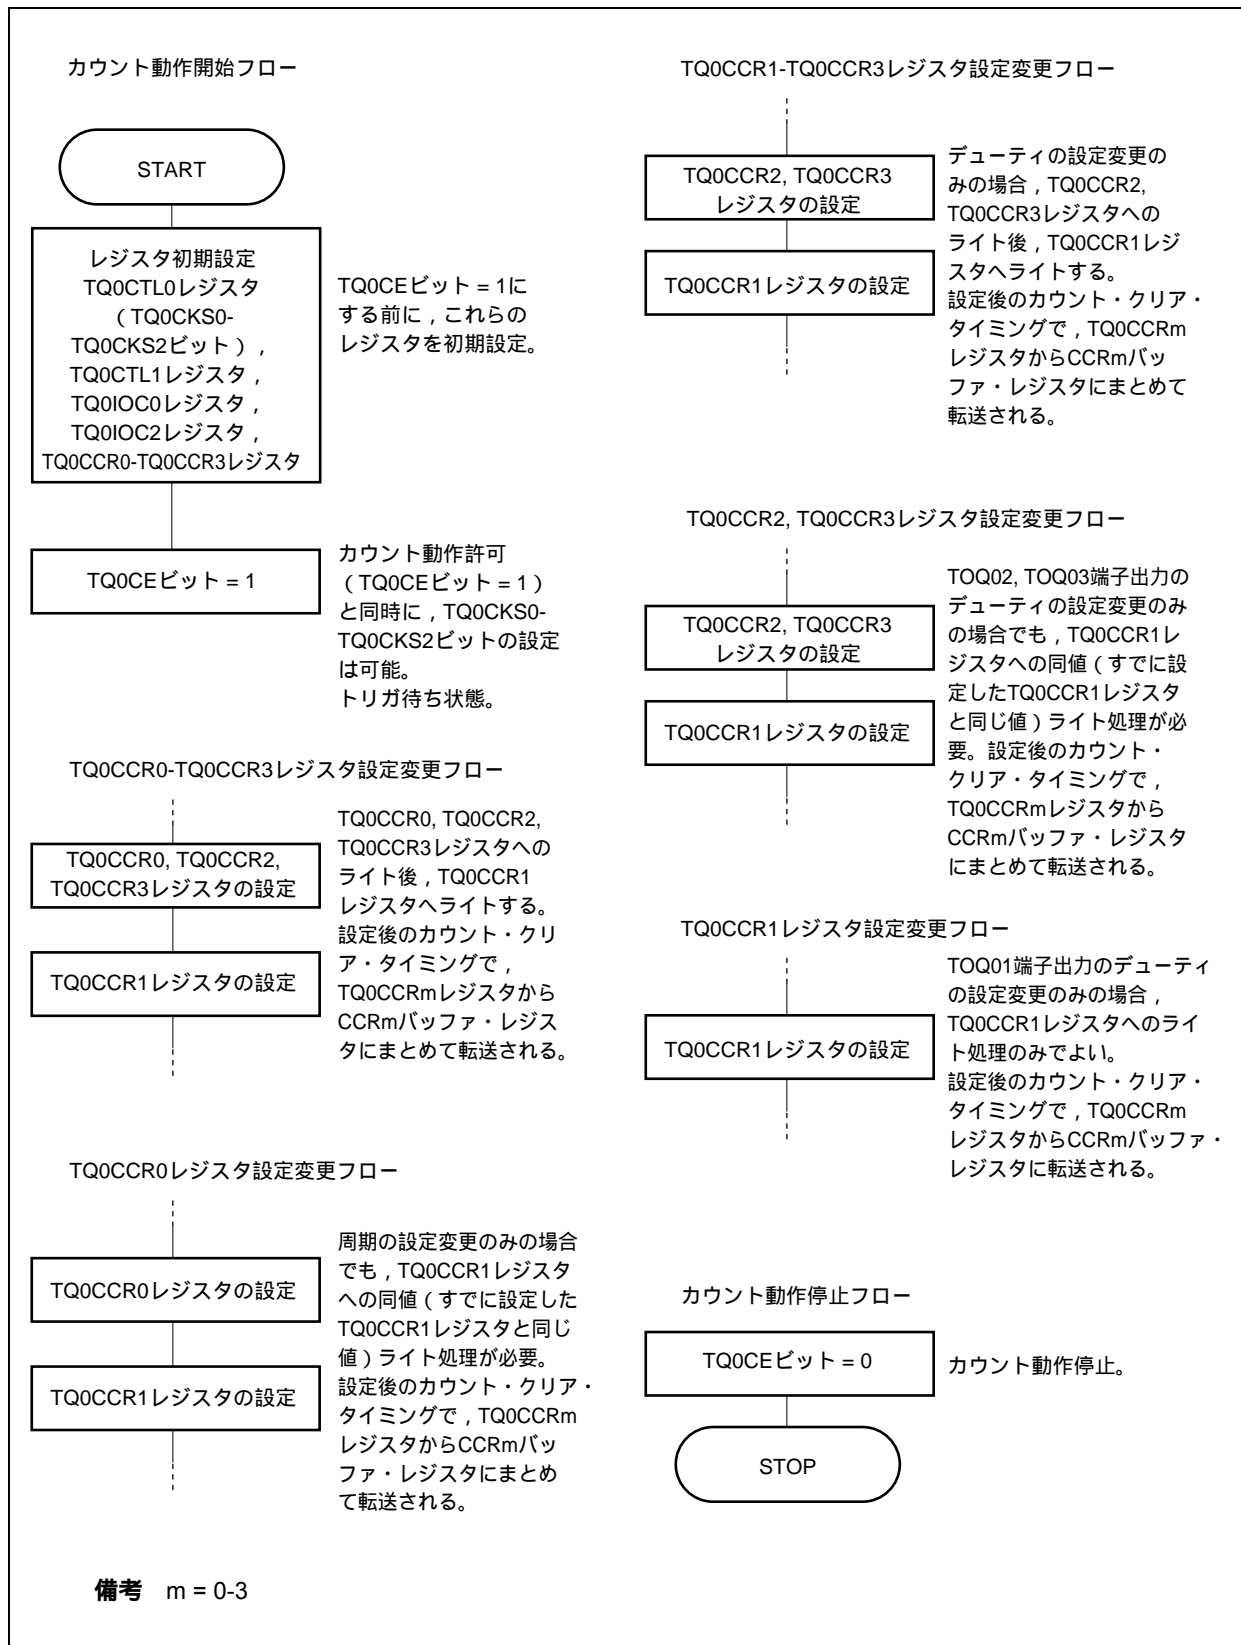 カウント動作開始フロー
START
レジスタ初期設定
TQ0CTL0レジスタ
（TQ0CKS0-
TQ0CKS2ビット），
TQ0CTL1レジスタ，
TQ0IOC0レジスタ，
TQ0IOC2レジスタ，
TQ0CCR0-TQ0CCR3レジスタ
TQ0CEビット = 1に
する前に，これらの
レジスタを初期設定。
TQ0CEビット = 1
カウント動作許可
（TQ0CEビット = 1）
と同時に，TQ0CKS0-
TQ0CKS2ビットの設定
は可能。
トリガ待ち状態。
TQ0CCR0-TQ0CCR3レジスタ設定変更フロー
TQ0CCR0, TQ0CCR2,
TQ0CCR3レジスタの設定
TQ0CCR1レジスタの設定
TQ0CCR0, TQ0CCR2,
TQ0CCR3レジスタへの
ライト後，TQ0CCR1
レジスタへライトする。
設定後のカウント・クリ
ア・タイミングで，
TQ0CCRmレジスタから
CCRmバッファ・レジス
タにまとめて転送される。
TQ0CCR0レジスタ設定変更フロー
TQ0CCR0レジスタの設定
TQ0CCR1レジスタの設定
周期の設定変更のみの場合
でも，TQ0CCR1レジスタ
への同値（すでに設定した
TQ0CCR1レジスタと同じ
値）ライト処理が必要。
設定後のカウント・クリア・
タイミングで，TQ0CCRm
レジスタからCCRmバッ
ファ・レジスタにまとめ
て転送される。
TQ0CCR1-TQ0CCR3レジスタ設定変更フロー
TQ0CCR2, TQ0CCR3
レジスタの設定
TQ0CCR1レジスタの設定
デューティの設定変更の
みの場合，TQ0CCR2,
TQ0CCR3レジスタへの
ライト後，TQ0CCR1レジ
スタへライトする。
設定後のカウント・クリア・
タイミングで，TQ0CCRm
レジスタからCCRmバッ
ファ・レジスタにまとめて
転送される。
TQ0CCR2, TQ0CCR3レジスタ設定変更フロー
TQ0CCR2, TQ0CCR3
レジスタの設定
TQ0CCR1レジスタの設定
TOQ02, TOQ03端子出力の
デューティの設定変更のみ
の場合でも，TQ0CCR1レ
ジスタへの同値（すでに設
定したTQ0CCR1レジスタ
と同じ値）ライト処理が必
要。設定後のカウント・
クリア・タイミングで，
TQ0CCRmレジスタから
CCRmバッファ・レジスタ
にまとめて転送される。
TQ0CCR1レジスタ設定変更フロー
TQ0CCR1レジスタの設定
TOQ01端子出力のデューティ
の設定変更のみの場合，
TQ0CCR1レジスタへのライ
ト処理のみでよい。
設定後のカウント・クリア・
タイミングで，TQ0CCRm
レジスタからCCRmバッファ・
レジスタに転送される。
カウント動作停止フロー
TQ0CEビット = 0
カウント動作停止。
STOP
備考 m = 0-3